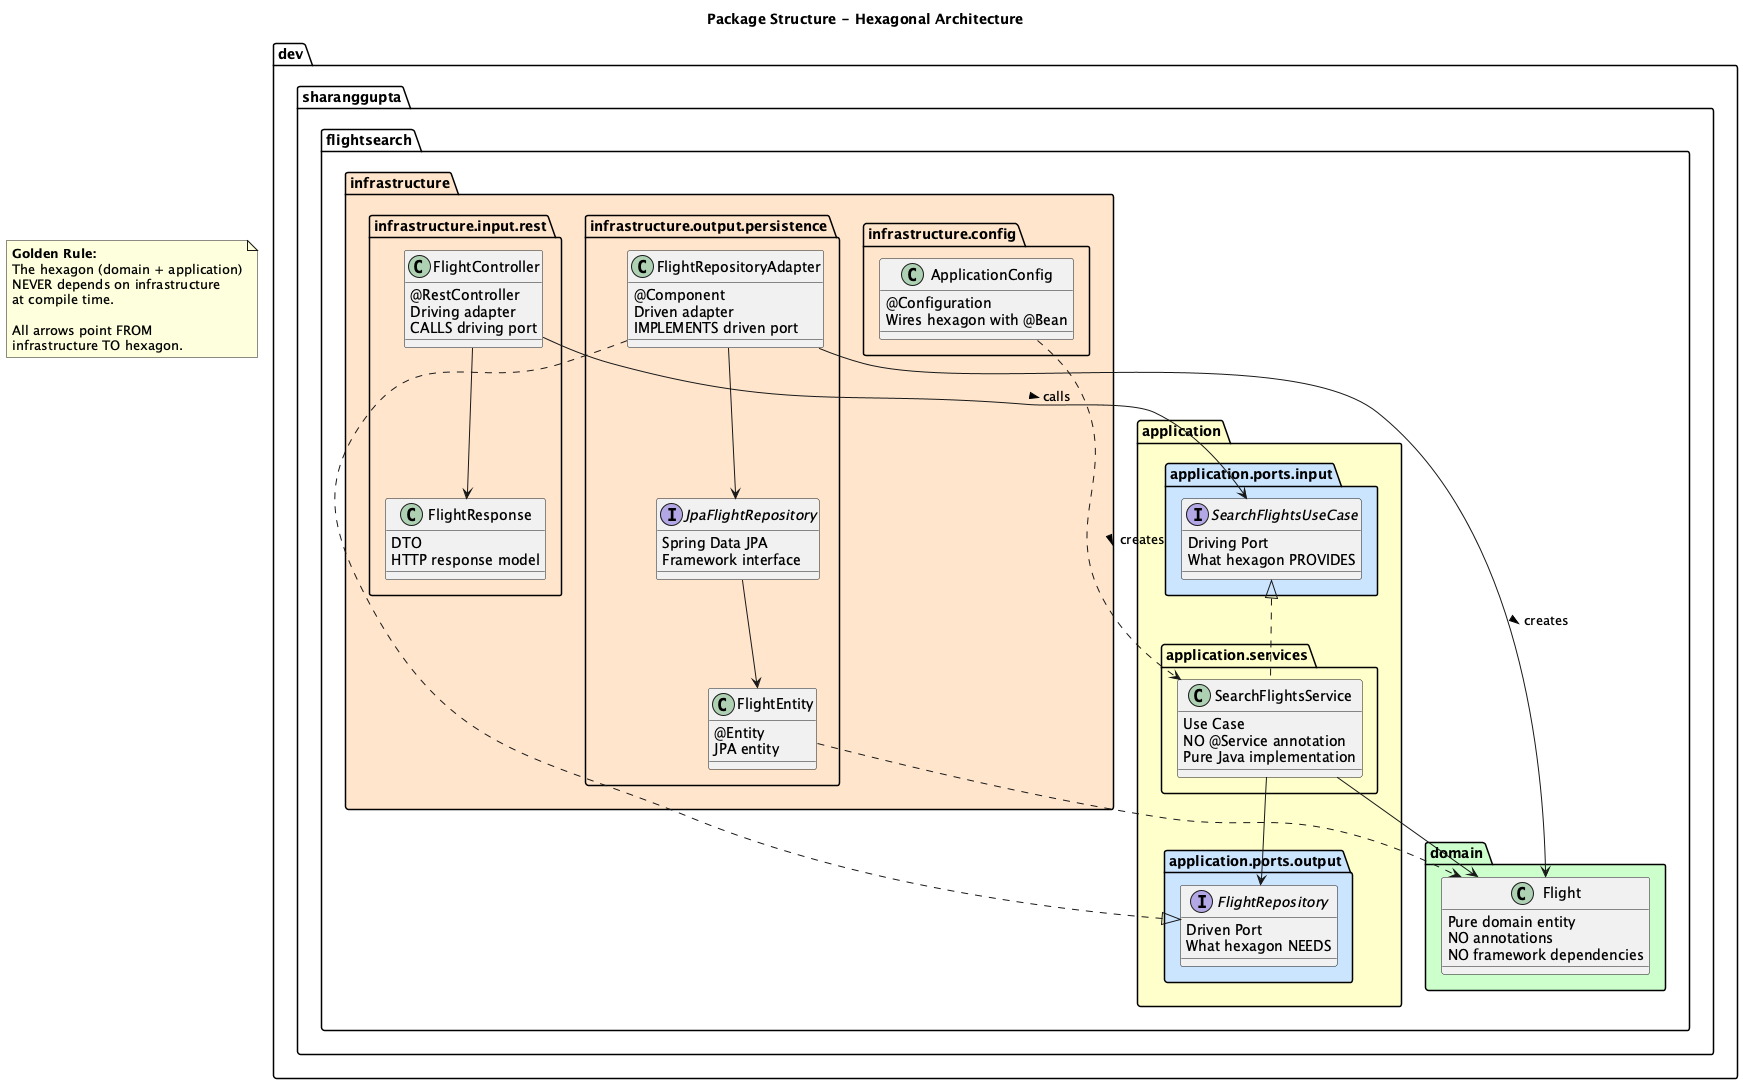 Package Structure - Hexagonal Architecture
dev
sharanggupta
flightsearch
Golden Rule:
The hexagon (domain + application)
NEVER depends on infrastructure
at compile time.
All arrows point FROM
infrastructure TO hexagon.
infrastructure
infrastructure.input.rest
C FlightController
@RestController
Driving adapter
CALLS driving port
C FlightResponse
DTO
HTTP response model
infrastructure.output.persistence
C FlightRepositoryAdapter
@Component
Driven adapter
IMPLEMENTS driven port
I JpaFlightRepository
Spring Data JPA
Framework interface
C FlightEntity
@Entity
JPA entity
infrastructure.config
C ApplicationConfig
@Configuration
Wires hexagon with @Bean
calls
creates
creates
application
application.ports.input
I SearchFlightsUseCase
Driving Port
What hexagon PROVIDES
application.services
C SearchFlightsService
Use Case
NO @Service annotation
Pure Java implementation
application.ports.output
I FlightRepository
Driven Port
What hexagon NEEDS
domain
C Flight
Pure domain entity
NO annotations
NO framework dependencies